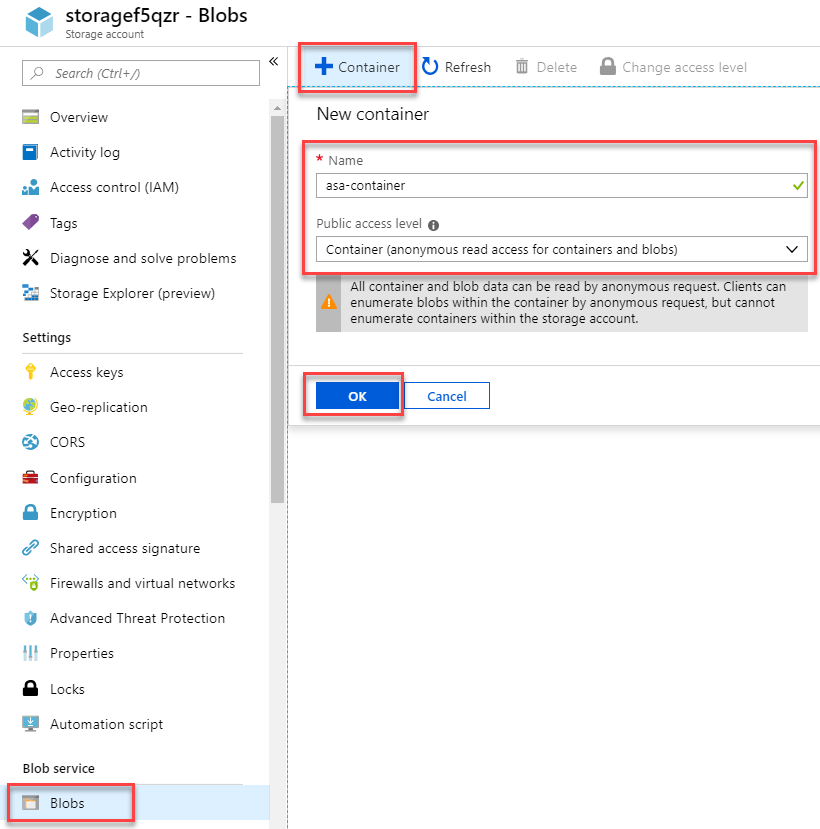 storagef5qzr - Blobs
Storage account
Search (Ctrl+/)
«
Overview
Activity log
Access control (IAM)
Tags
Diagnose and solve problems
Storage Explorer (preview)
Settings
Access keys
Geo-replication
CORS
Configuration
Encryption
Shared access signature
Firewalls and virtual networks
Advanced Threat Protection
Properties
Locks
Automation script
Blob service
Blobs
Container Refresh Delete Change access level
New container
* Name
asa-container
Public access level
Container (anonymous read access for containers and blobs)
All container and blob data can be read by anonymous request. Clients can
enumerate blobs within the container by anonymous request, but cannot
enumerate containers within the storage account.
OK Cancel